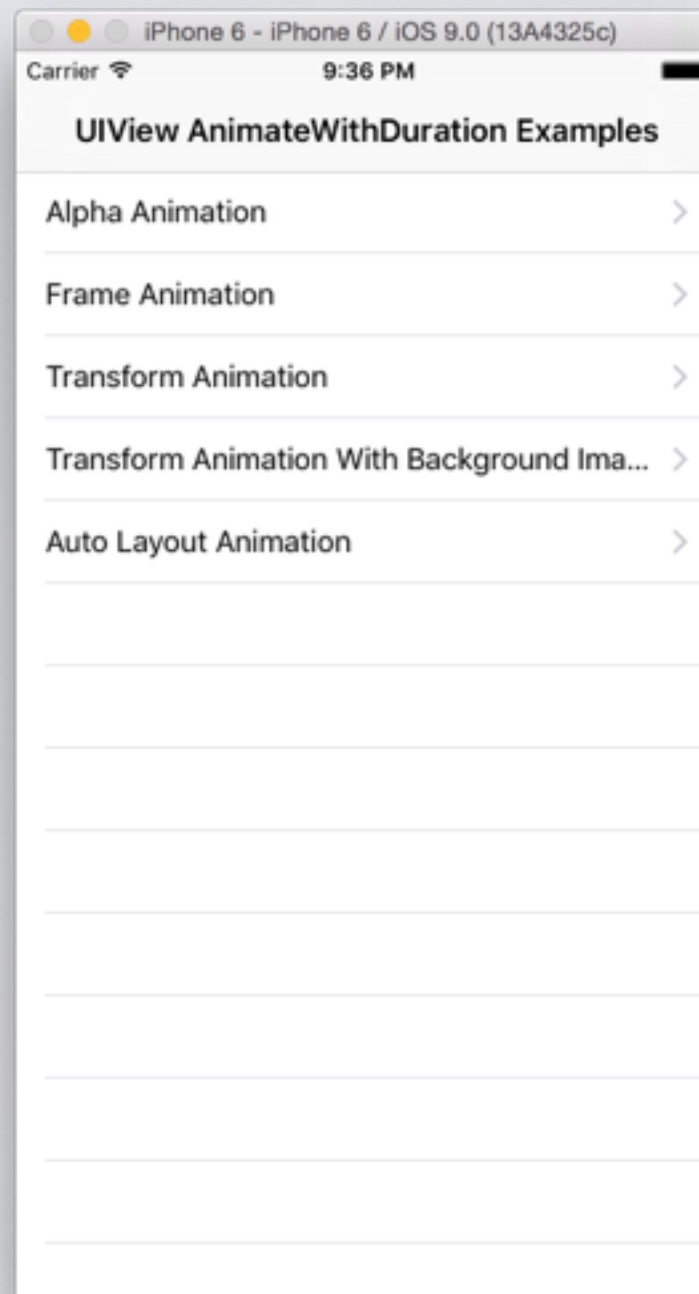 iPhone 6 - iPhone 6 / iOS 9.0 (13A4325c)
Carrier 9:36 PM
UIView AnimateWithDuration Examples
Alpha Animation
Frame Animation
Transform Animation
Transform Animation With Background Ima...
Auto Layout Animation